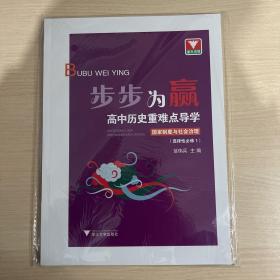 BUBU WEI YING
步步为赢
高中历史重难点导学
国家制度与社会治理
(选择性必修1)
主编
浙江大学出版社